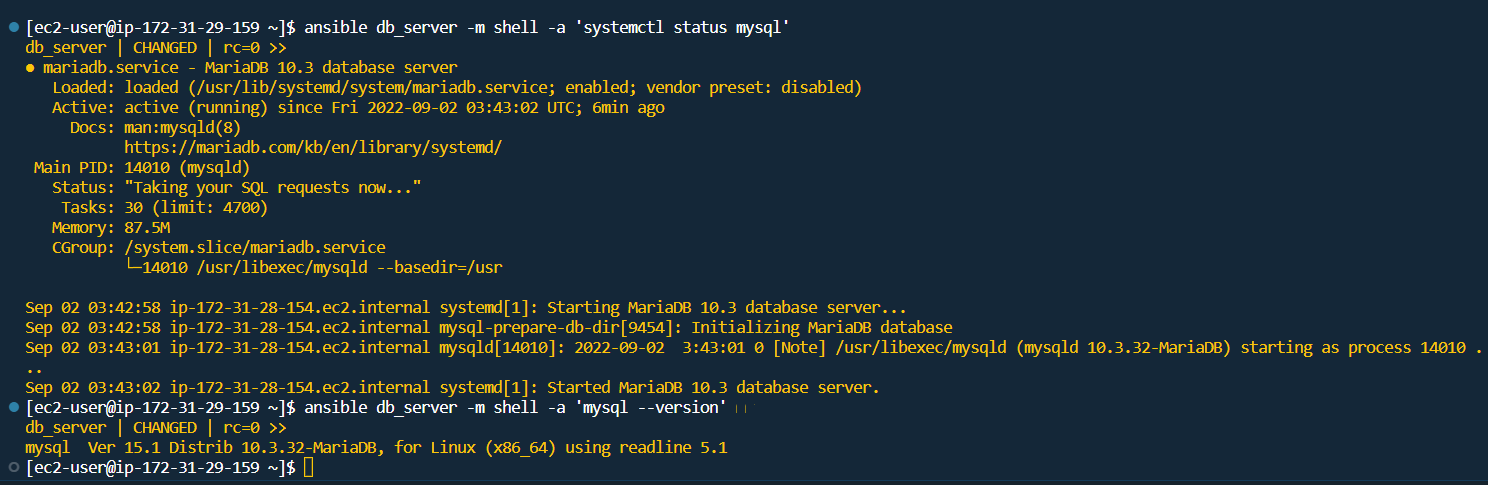 [ec2-user@ip-172-31-29-159 ~]$ ansible db_server -m shell -a 'systemctl status mysql'
db_server | CHANGED | rc=0 >>
● mariadb.service - MariaDB 10.3 database server
   Loaded: loaded (/usr/lib/systemd/system/mariadb.service; enabled; vendor preset: disabled)
   Active: active (running) since Fri 2022-09-02 03:43:02 UTC; 6min ago
     Docs: man:mysqld(8)
           https://mariadb.com/kb/en/library/systemd/
 Main PID: 14010 (mysqld)
   Status: "Taking your SQL requests now..."
    Tasks: 30 (limit: 4700)
   Memory: 87.5M
   CGroup: /system.slice/mariadb.service
           └─14010 /usr/libexec/mysqld --basedir=/usr
Sep 02 03:42:58 ip-172-31-28-154.ec2.internal systemd[1]: Starting MariaDB 10.3 database server...
Sep 02 03:42:58 ip-172-31-28-154.ec2.internal mysql-prepare-db-dir[9454]: Initializing MariaDB database
Sep 02 03:43:01 ip-172-31-28-154.ec2.internal mysqld[14010]: 2022-09-02  3:43:01 0 [Note] /usr/libexec/mysqld (mysqld 10.3.32-MariaDB) starting as process 14010 .
..
Sep 02 03:43:02 ip-172-31-28-154.ec2.internal systemd[1]: Started MariaDB 10.3 database server.
[ec2-user@ip-172-31-29-159 ~]$ ansible db_server -m shell -a 'mysql --version'
db_server | CHANGED | rc=0 >>
mysql  Ver 15.1 Distrib 10.3.32-MariaDB, for Linux (x86_64) using readline 5.1
[ec2-user@ip-172-31-29-159 ~]$